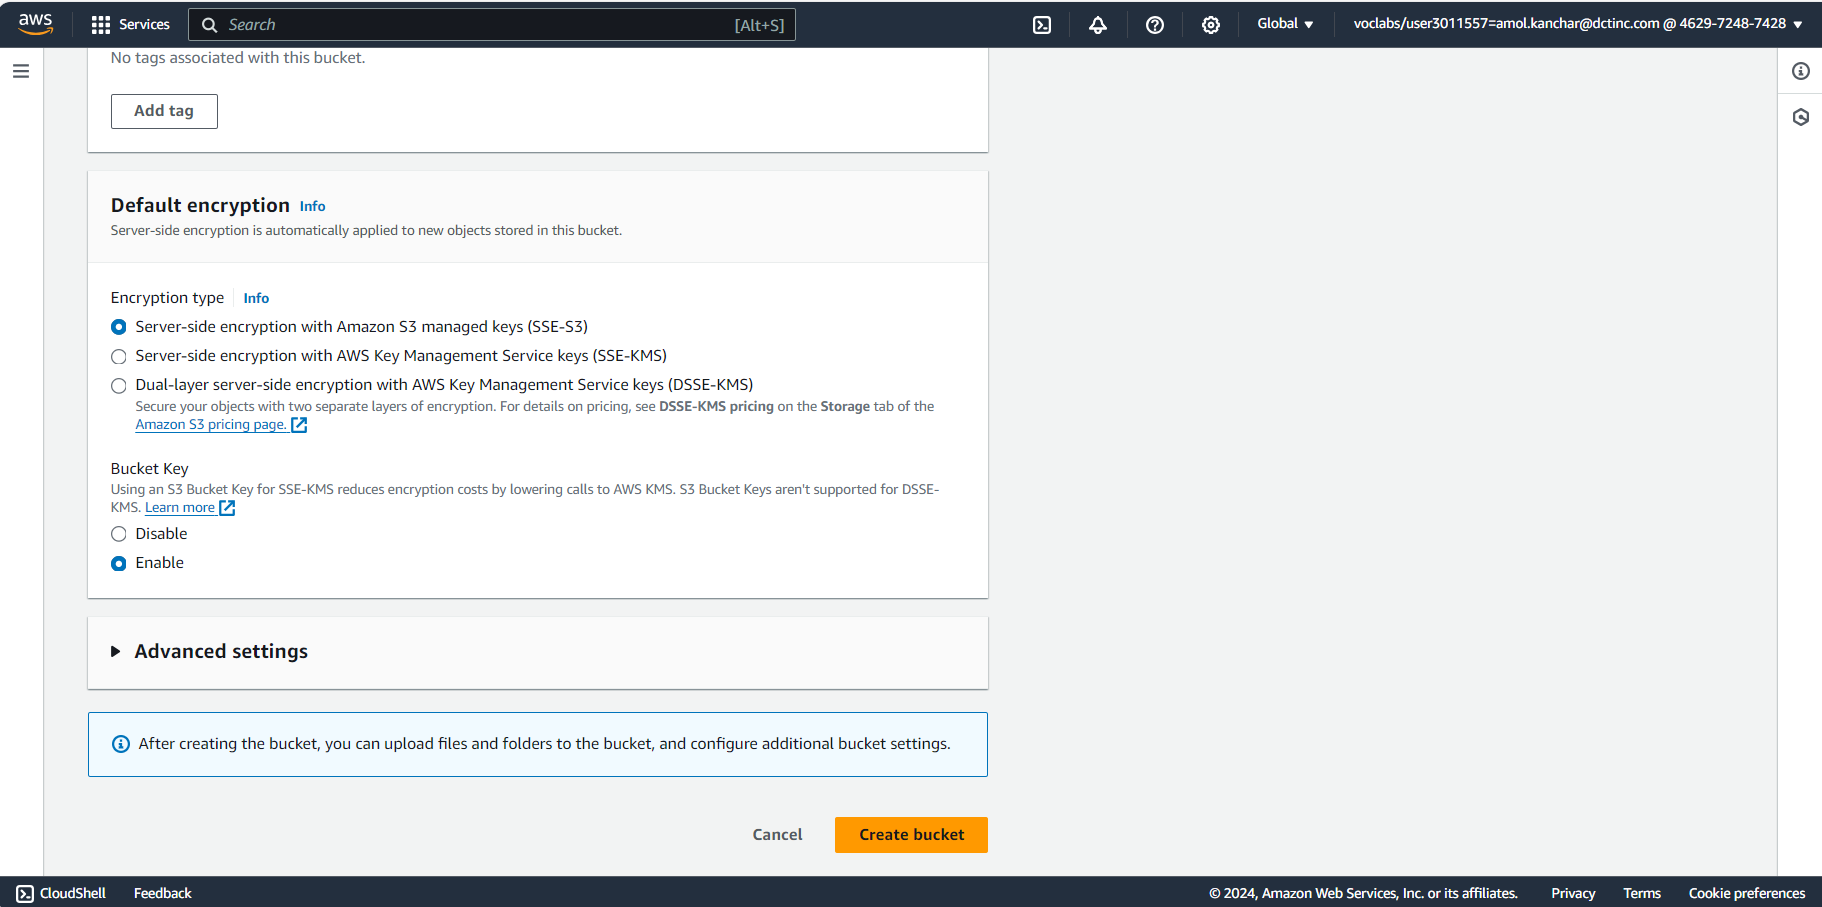 aws Services Search [Alt+S] Global voclabs/user3011557=amol.kanchar@dctinc.com @ 4629-7248-7428
No tags associated with this bucket.
Add tag
Default encryption Info
Server-side encryption is automatically applied to new objects stored in this bucket.
Encryption type Info
Server-side encryption with Amazon S3 managed keys (SSE-S3)
Server-side encryption with AWS Key Management Service keys (SSE-KMS)
Dual-layer server-side encryption with AWS Key Management Service keys (DSSE-KMS)
Secure your objects with two separate layers of encryption. For details on pricing, see DSSE-KMS pricing on the Storage tab of the
Amazon S3 pricing page.
Bucket Key
Using an S3 Bucket Key for SSE-KMS reduces encryption costs by lowering calls to AWS KMS. S3 Bucket Keys aren't supported for DSSE-
KMS. Learn more
Disable
Enable
Advanced settings
After creating the bucket, you can upload files and folders to the bucket, and configure additional bucket settings.
Cancel Create bucket
CloudShell Feedback © 2024, Amazon Web Services, Inc. or its affiliates. Privacy Terms Cookie preferences